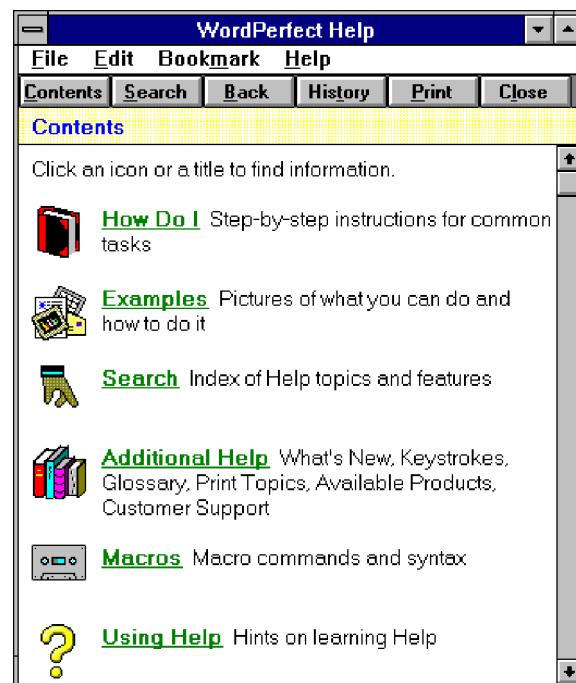 WordPerfect Help
File Edit Bookmark Help
Contents Search Back History Print Close
Contents
Click an icon or a title to find information.
How Do I Step-by-step instructions for common
tasks
Examples Pictures of what you can do and
how to do it
Search Index of Help topics and features
Additional Help What's New, Keystrokes,
Glossary, Print Topics, Available Products,
Customer Support
Macros Macro commands and syntax
Using Help Hints on learning Help